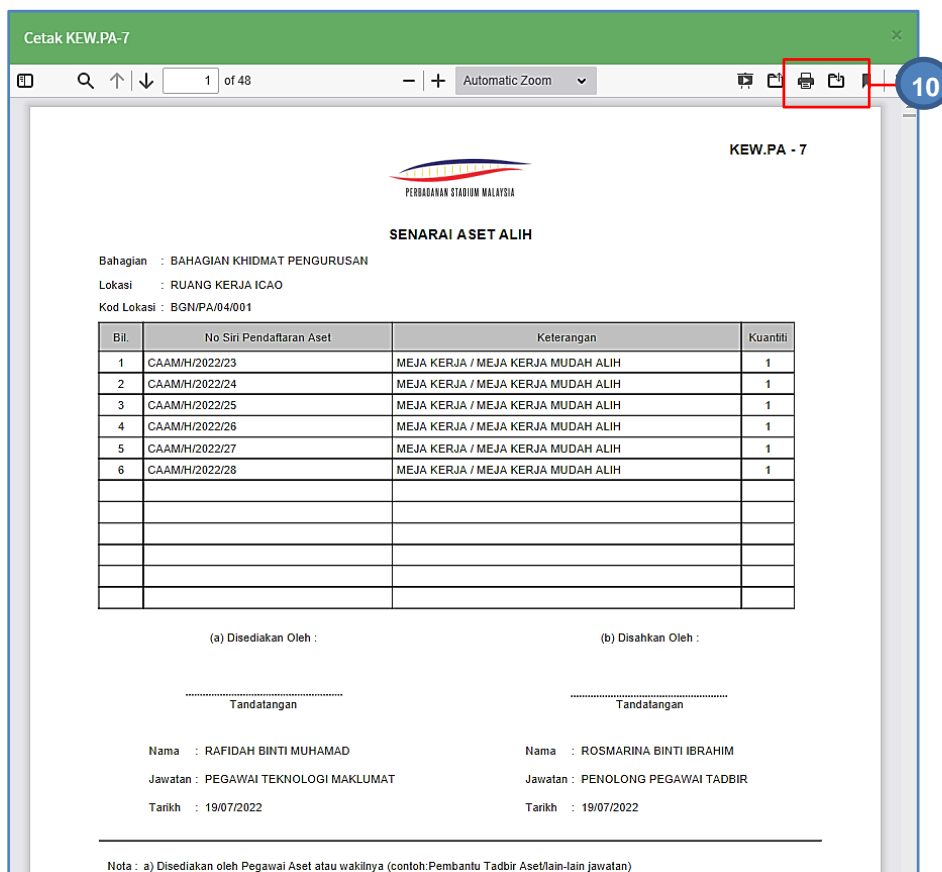 Cetak KEW.PA-7 ×
1 of 48 Automatic Zoom
10
KEW.PA - 7
PERBADANAN STADIUM MALAYSIA
SENARAI ASET ALIH
Bahagian : BAHAGIAN KHIDMAT PENGURUSAN
Lokasi : RUANG KERJA ICAO
Kod Lokasi : BGN/PA/04/001
Bil. No Siri Pendaftaran Aset Keterangan Kuantiti
1 CAAM/H/2022/23 MEJA KERJA / MEJA KERJA MUDAH ALIH 1
2 CAAM/H/2022/24 MEJA KERJA / MEJA KERJA MUDAH ALIH 1
3 CAAM/H/2022/25 MEJA KERJA / MEJA KERJA MUDAH ALIH 1
4 CAAM/H/2022/26 MEJA KERJA / MEJA KERJA MUDAH ALIH 1
5 CAAM/H/2022/27 MEJA KERJA / MEJA KERJA MUDAH ALIH 1
6 CAAM/H/2022/28 MEJA KERJA / MEJA KERJA MUDAH ALIH 1
(a) Disediakan Oleh : (b) Disahkan Oleh :
Tandatangan Tandatangan
Nama : RAFIDAH BINTI MUHAMAD Nama : ROSMARINA BINTI IBRAHIM
Jawatan : PEGAWAI TEKNOLOGI MAKLUMAT Jawatan : PENOLONG PEGAWAI TADBIR
Tarikh : 19/07/2022 Tarikh : 19/07/2022
Nota : a) Disediakan oleh Pegawai Aset atau wakilnya (contoh:Pembantu Tadbir Aset/lain-lain jawatan)